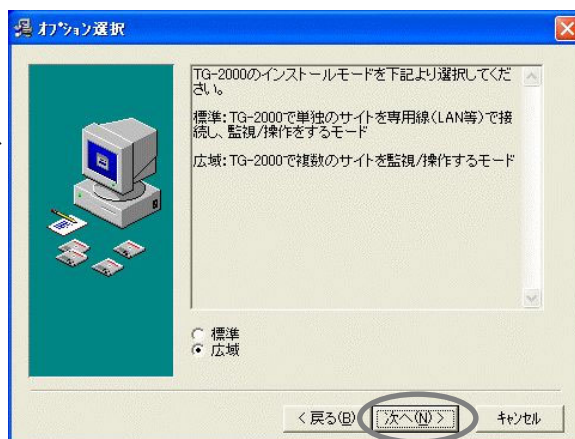 オプション選択
TG-2000のインストールモードを下記より選択してくだ
さい。
標準:TG-2000で単独のサイトを専用線(LAN等)で接
続し、監視/操作をするモード
広域:TG-2000で複数のサイトを監視/操作するモード
標準
広域
< 戻る(B)
次へ(N) >
キャンセル